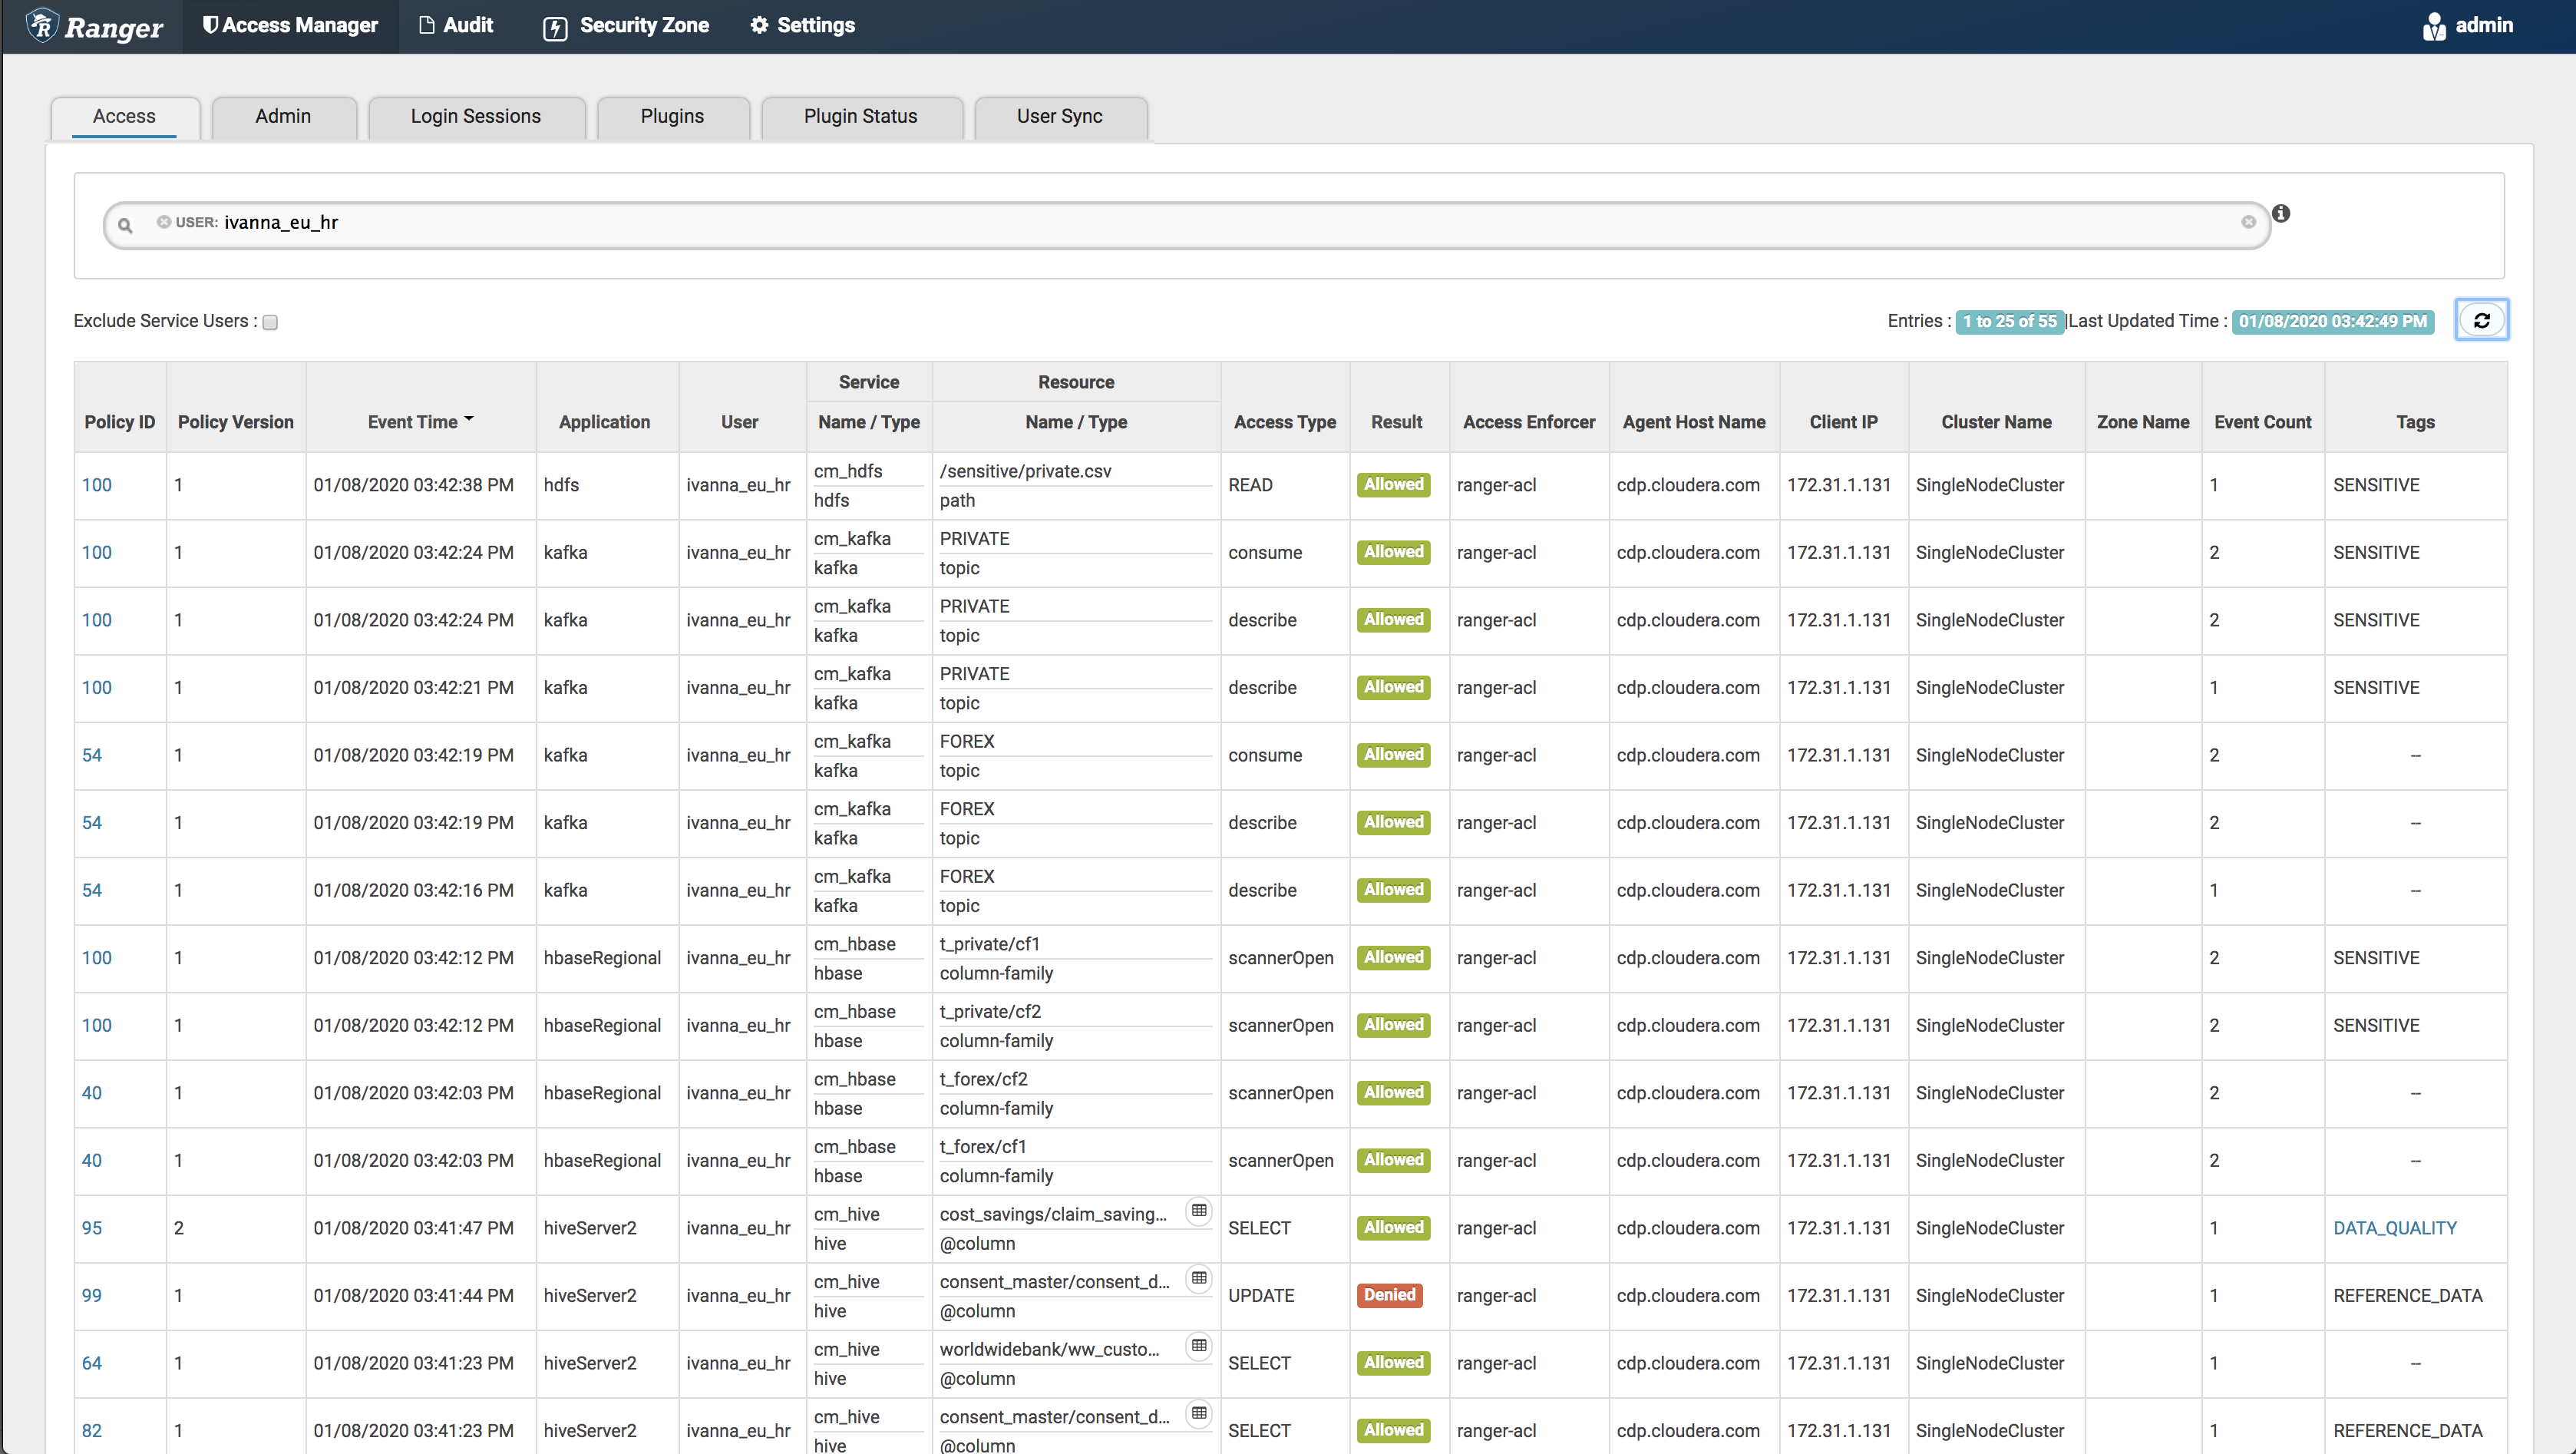 Ranger Access Manager Audit Security Zone Settings admin
Access Admin Login Sessions Plugins Plugin Status User Sync
USER: ivanna_eu_hr
Exclude Service Users : Entries : 1 to 25 of 55 |Last Updated Time : 01/08/2020 03:42:49 PM
Service Resource
Policy ID Policy Version Event Time Application User Name / Type Name / Type Access Type Result Access Enforcer Agent Host Name Client IP Cluster Name Zone Name Event Count Tags
cm_hdfs /sensitive/private.csv
100 1 01/08/2020 03:42:38 PM hdfs ivanna_eu_hr READ Allowed ranger-acl cdp.cloudera.com 172.31.1.131 SingleNodeCluster 1 SENSITIVE
hdfs path
cm_kafka PRIVATE
100 1 01/08/2020 03:42:24 PM kafka ivanna_eu_hr consume Allowed ranger-acl cdp.cloudera.com 172.31.1.131 SingleNodeCluster 2 SENSITIVE
kafka topic
cm_kafka PRIVATE
100 1 01/08/2020 03:42:24 PM kafka ivanna_eu_hr describe Allowed ranger-acl cdp.cloudera.com 172.31.1.131 SingleNodeCluster 2 SENSITIVE
kafka topic
cm_kafka PRIVATE
100 1 01/08/2020 03:42:21 PM kafka ivanna_eu_hr describe Allowed ranger-acl cdp.cloudera.com 172.31.1.131 SingleNodeCluster 1 SENSITIVE
kafka topic
cm_kafka FOREX
54 1 01/08/2020 03:42:19 PM kafka ivanna_eu_hr consume Allowed ranger-acl cdp.cloudera.com 172.31.1.131 SingleNodeCluster 2 --
kafka topic
cm_kafka FOREX
54 1 01/08/2020 03:42:19 PM kafka ivanna_eu_hr describe Allowed ranger-acl cdp.cloudera.com 172.31.1.131 SingleNodeCluster 2 --
kafka topic
cm_kafka FOREX
54 1 01/08/2020 03:42:16 PM kafka ivanna_eu_hr describe Allowed ranger-acl cdp.cloudera.com 172.31.1.131 SingleNodeCluster 1 --
kafka topic
cm_hbase t_private/cf1
100 1 01/08/2020 03:42:12 PM hbaseRegional ivanna_eu_hr scannerOpen Allowed ranger-acl cdp.cloudera.com 172.31.1.131 SingleNodeCluster 2 SENSITIVE
hbase column-family
cm_hbase t_private/cf2
100 1 01/08/2020 03:42:12 PM hbaseRegional ivanna_eu_hr scannerOpen Allowed ranger-acl cdp.cloudera.com 172.31.1.131 SingleNodeCluster 2 SENSITIVE
hbase column-family
cm_hbase t_forex/cf2
40 1 01/08/2020 03:42:03 PM hbaseRegional ivanna_eu_hr scannerOpen Allowed ranger-acl cdp.cloudera.com 172.31.1.131 SingleNodeCluster 2 --
hbase column-family
cm_hbase t_forex/cf1
40 1 01/08/2020 03:42:03 PM hbaseRegional ivanna_eu_hr scannerOpen Allowed ranger-acl cdp.cloudera.com 172.31.1.131 SingleNodeCluster 2 --
hbase column-family
cm_hive cost_savings/claim_saving...
95 2 01/08/2020 03:41:47 PM hiveServer2 ivanna_eu_hr SELECT Allowed ranger-acl cdp.cloudera.com 172.31.1.131 SingleNodeCluster 1 DATA_QUALITY
hive @column
cm_hive consent_master/consent_d...
99 1 01/08/2020 03:41:44 PM hiveServer2 ivanna_eu_hr UPDATE Denied ranger-acl cdp.cloudera.com 172.31.1.131 SingleNodeCluster 1 REFERENCE_DATA
hive @column
cm_hive worldwidebank/ww_custo...
64 1 01/08/2020 03:41:23 PM hiveServer2 ivanna_eu_hr SELECT Allowed ranger-acl cdp.cloudera.com 172.31.1.131 SingleNodeCluster 1 --
hive @column
cm_hive consent_master/consent_d...
82 1 01/08/2020 03:41:23 PM hiveServer2 ivanna_eu_hr SELECT Allowed ranger-acl cdp.cloudera.com 172.31.1.131 SingleNodeCluster 1 REFERENCE_DATA
hive @column